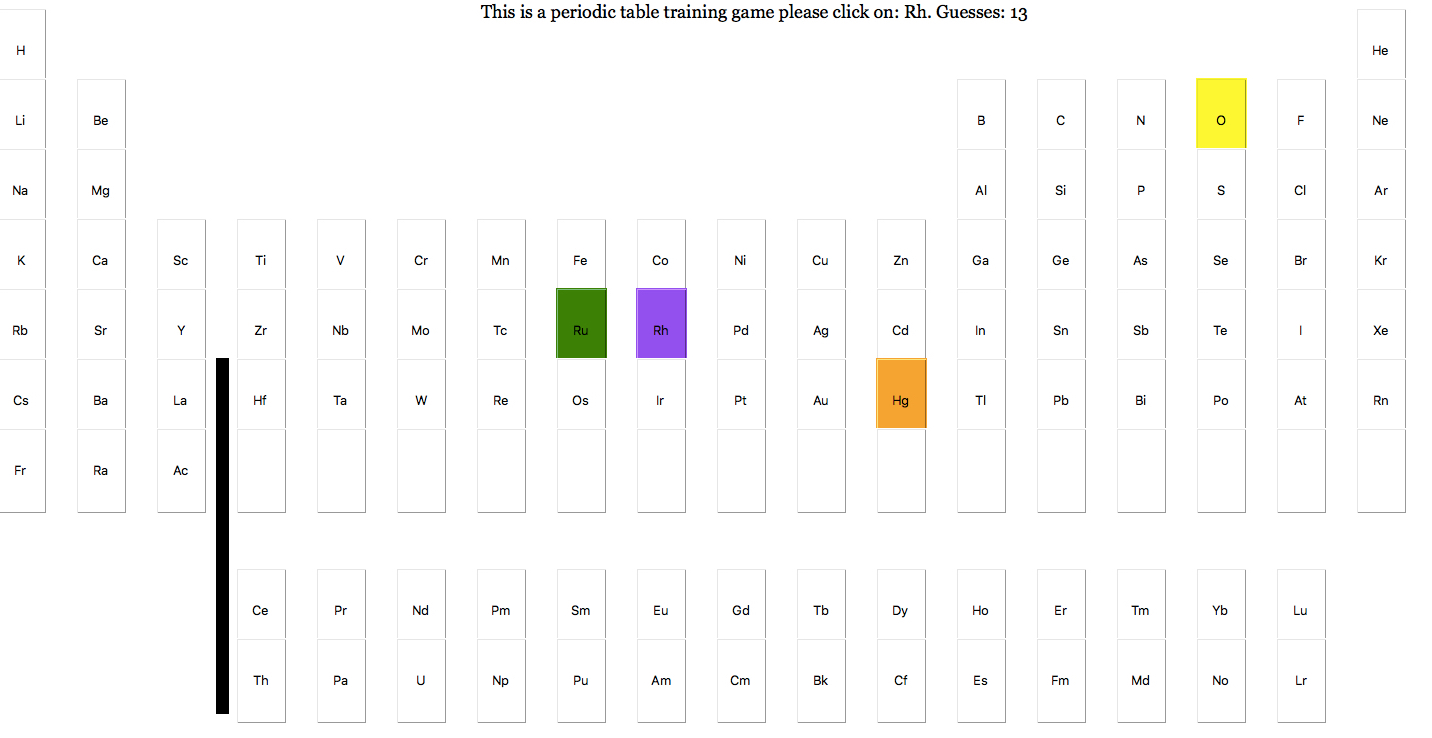 This is a periodic table training game please click on: Rh. Guesses: 13
H He
Li Be B C N O F Ne
Na Mg Al Si P S Cl Ar
K Ca Sc Ti V Cr Mn Fe Co Ni Cu Zn Ga Ge As Se Br Kr
Rb Sr Y Zr Nb Mo Tc Ru Rh Pd Ag Cd In Sn Sb Te I Xe
Cs Ba La Hf Ta W Re Os Ir Pt Au Hg Tl Pb Bi Po At Rn
Fr Ra Ac
Ce Pr Nd Pm Sm Eu Gd Tb Dy Ho Er Tm Yb Lu
Th Pa U Np Pu Am Cm Bk Cf Es Fm Md No Lr